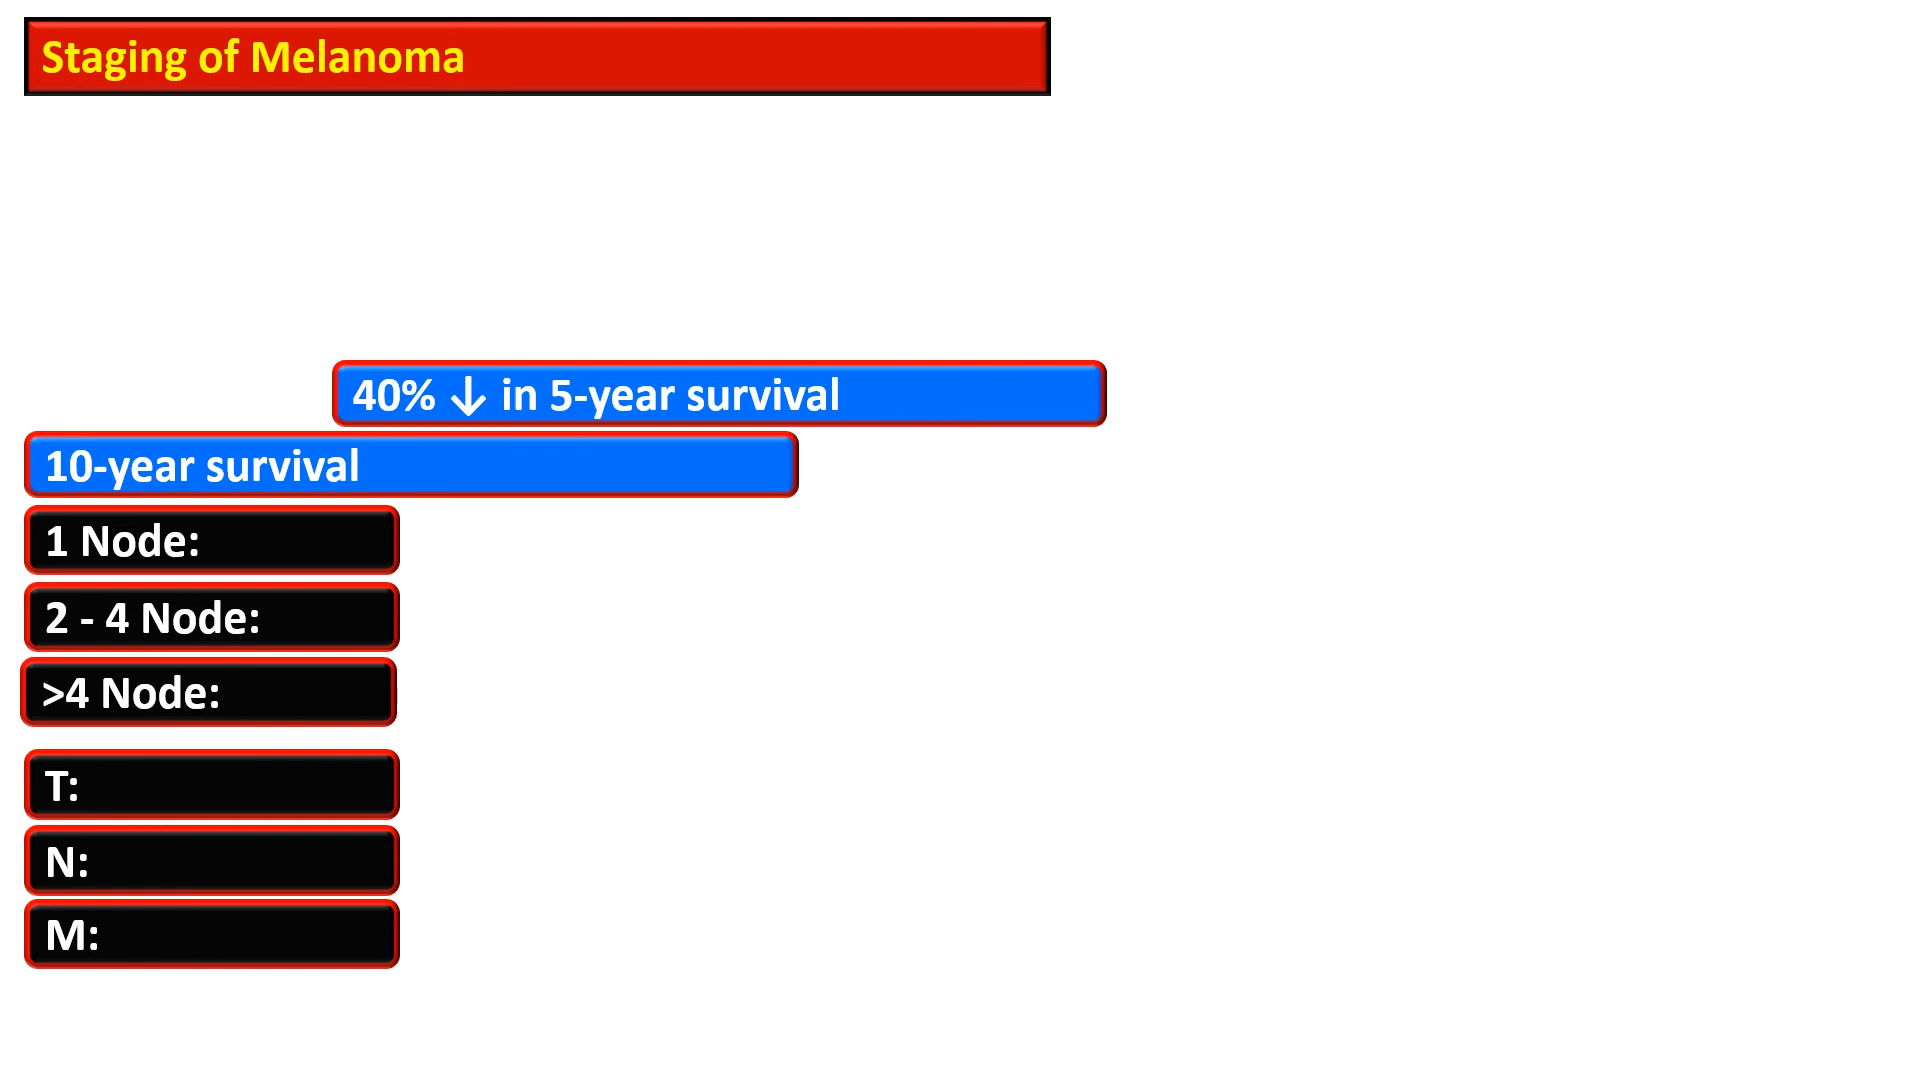 Staging of Melanoma
40% ↓ in 5-year survival
10-year survival
1 Node:
2 - 4 Node:
>4 Node:
T:
N:
M: